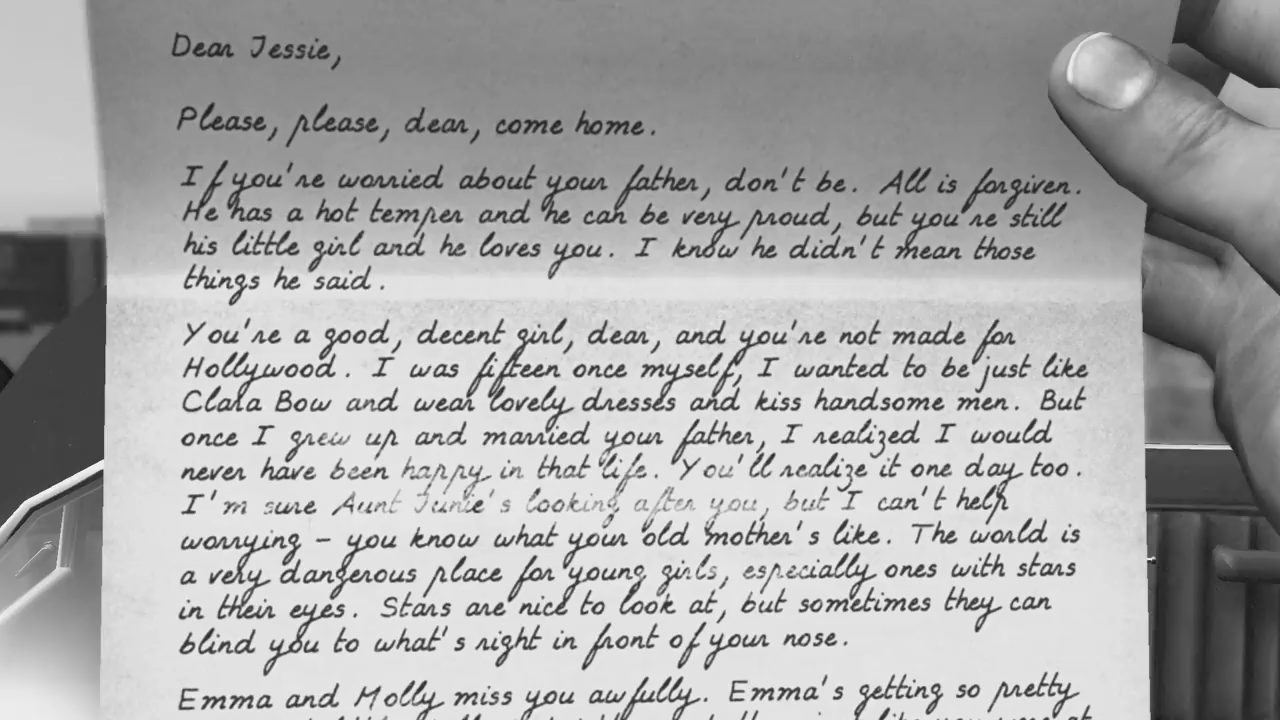 Dear Jessie,
Please, please, dear, come home.
If you're worried about your father, don't be. All is forgiven.
He has a hot temper and he can be very proud, but you're still
his little girl and he loves you. I know he didn't mean those
things he said.
You're a good, decent girl, dear, and you're not made for
Hollywood. I was fifteen once myself, I wanted to be just like
Clara Bow and wear lovely dresses and kiss handsome men. But
once I grew up and married your father, I realized I would
never have been happy in that life. You'll realize it one day too.
I'm sure Aunt Junie's looking after you, but I can't help
worrying – you know what your old mother's like. The world is
a very dangerous place for young girls, especially ones with stars
in their eyes. Stars are nice to look at, but sometimes they can
blind you to what's right in front of your nose.
Emma and Molly miss you awfully. Emma's getting so pretty